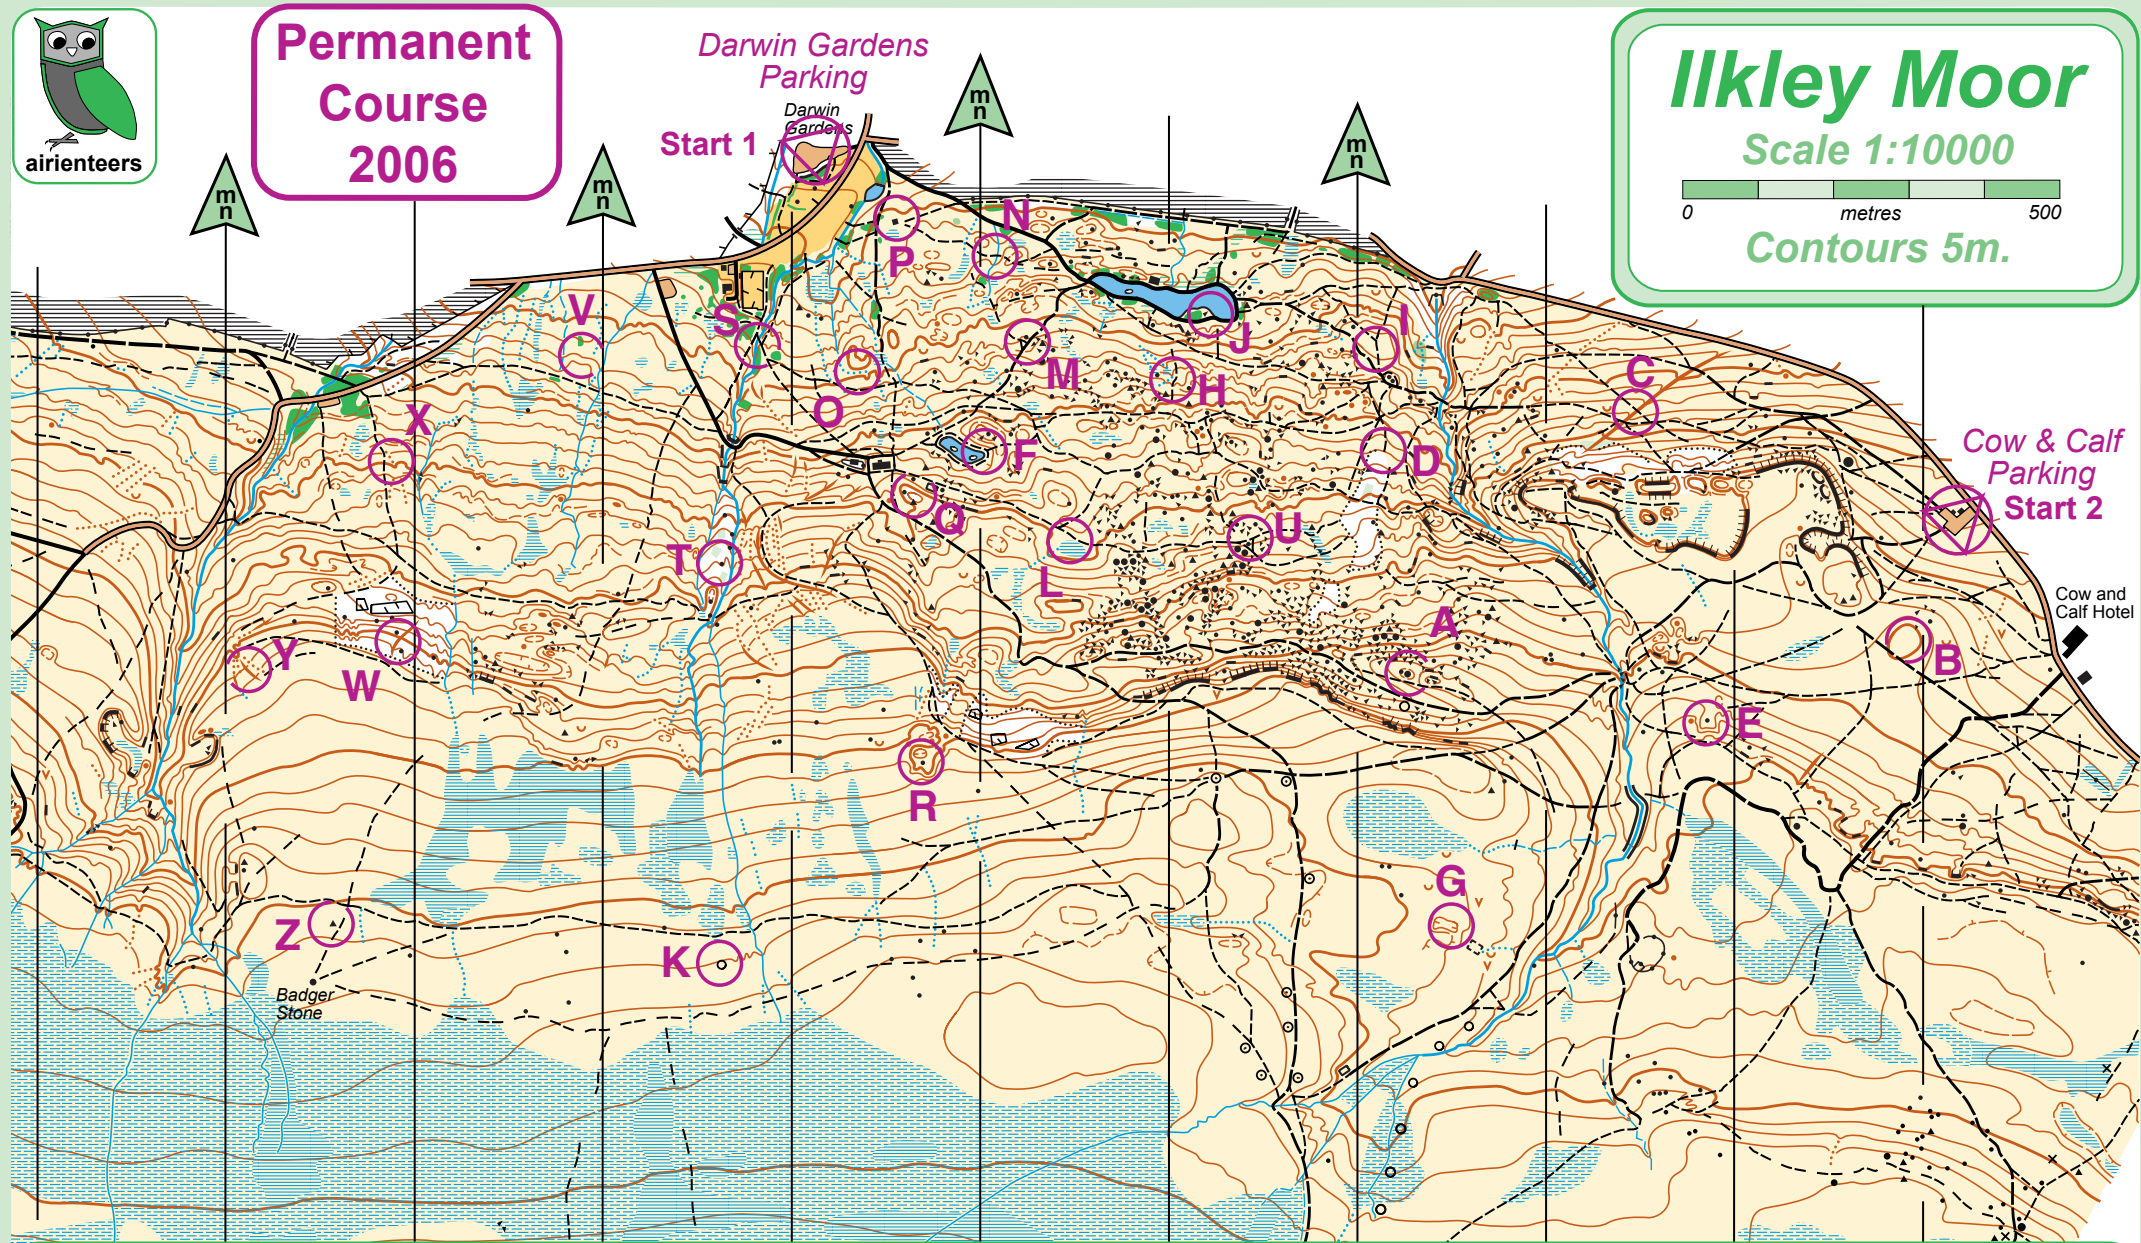 airienteers
Permanent
Course
2006
Darwin Gardens
Parking
Darwin
Gardens
Start 1
Ilkley Moor
Scale 1:10000
0 metres 500
Contours 5m.
m
n
m
n
m
n
m
n
N
P
V
S
I
J
C
M
H
O
X
F
D
Cow & Calf
Parking
Start 2
Q
U
T
L
Cow and
Calf Hotel
A
Y
B
W
E
R
G
Z
K
Badger
Stone